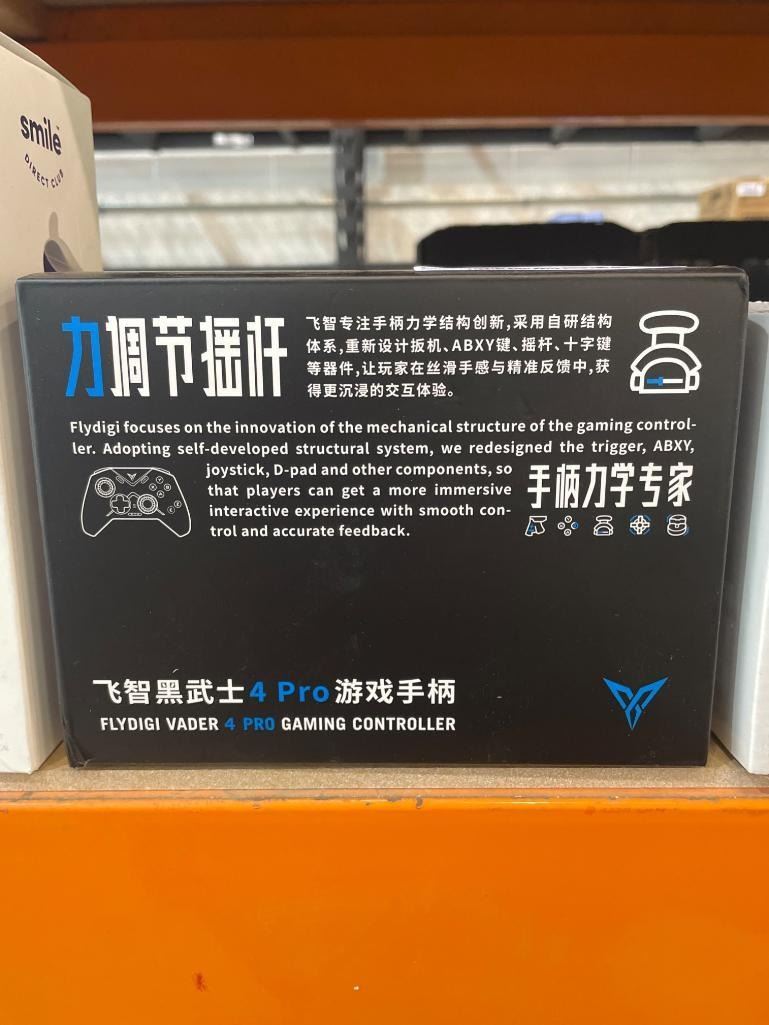 smile
DIRECT CLUB
力调节摇杆
飞智专注手柄力学结构创新,采用自研结构
体系,重新设计扳机、ABXY键、摇杆、十字键
等器件,让玩家在丝滑手感与精准反馈中,获
得更沉浸的交互体验。
Flydigi focuses on the innovation of the mechanical structure of the gaming control-
ler. Adopting self-developed structural system, we redesigned the trigger, ABXY,
joystick, D-pad and other components, so
that players can get a more immersive
interactive experience with smooth con-
trol and accurate feedback.
手柄力学专家
飞智黑武士4 Pro游戏手柄
FLYDIGI VADER 4 PRO GAMING CONTROLLER